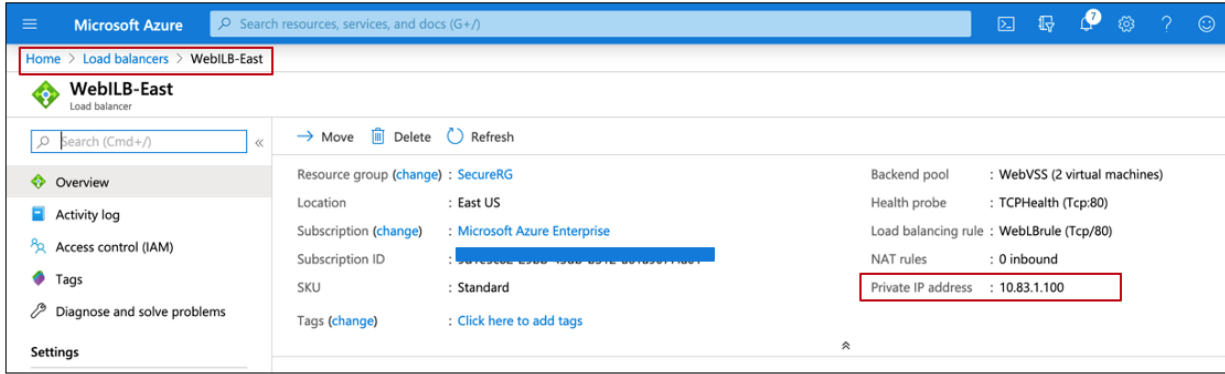 Microsoft Azure
Search resources, services, and docs (G+/)
7
Home > Load balancers > WebILB-East
WebILB-East
Load balancer
Search (Cmd+/)
«
Move Delete Refresh
Overview
Activity log
Access control (IAM)
Tags
Diagnose and solve problems
Settings
Resource group (change) : SecureRG
Location : East US
Subscription (change) : Microsoft Azure Enterprise
Subscription ID :
SKU : Standard
Tags (change) : Click here to add tags
Backend pool : WebVSS (2 virtual machines)
Health probe : TCPHealth (Tcp:80)
Load balancing rule : WebLBrule (Tcp/80)
NAT rules : 0 inbound
Private IP address : 10.83.1.100